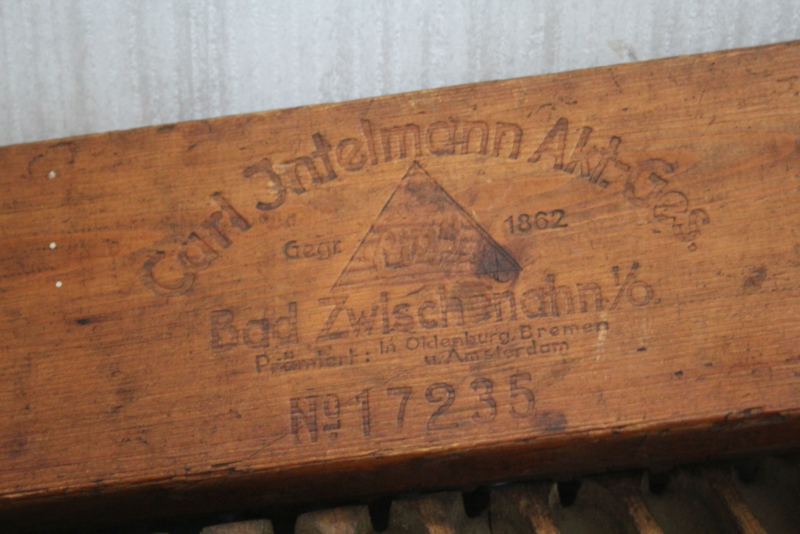 Carl Intelmann Akt.-Ges.
Gegr. 1862
Bad Zwischenahn i/O.
Prämiiert: in Oldenburg, Bremen
u. Amsterdam
No 17235